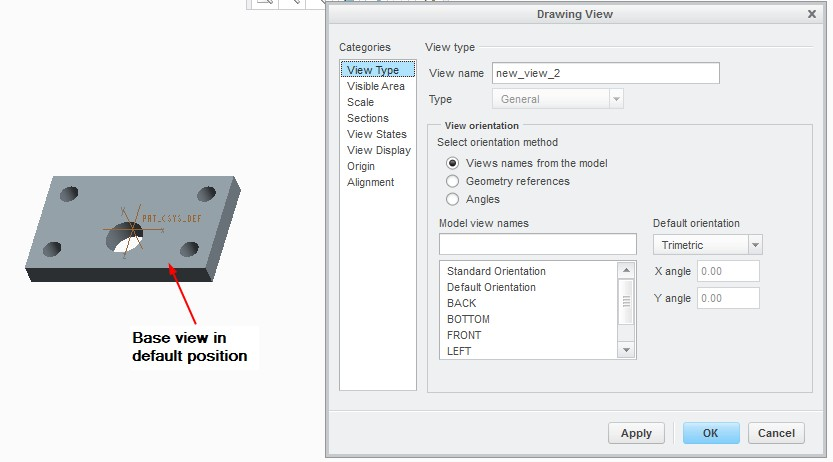 Drawing View
Categories
View Type
Visible Area
Scale
Sections
View States
View Display
Origin
Alignment
View type
View name new_view_2
Type General
View orientation
Select orientation method
Views names from the model
Geometry references
Angles
Model view names
Standard Orientation
Default Orientation
BACK
BOTTOM
FRONT
LEFT
Default orientation
Trimetric
X angle 0.00
Y angle 0.00
Apply OK Cancel
PRT_CSYS_DEF
Base view in
default position